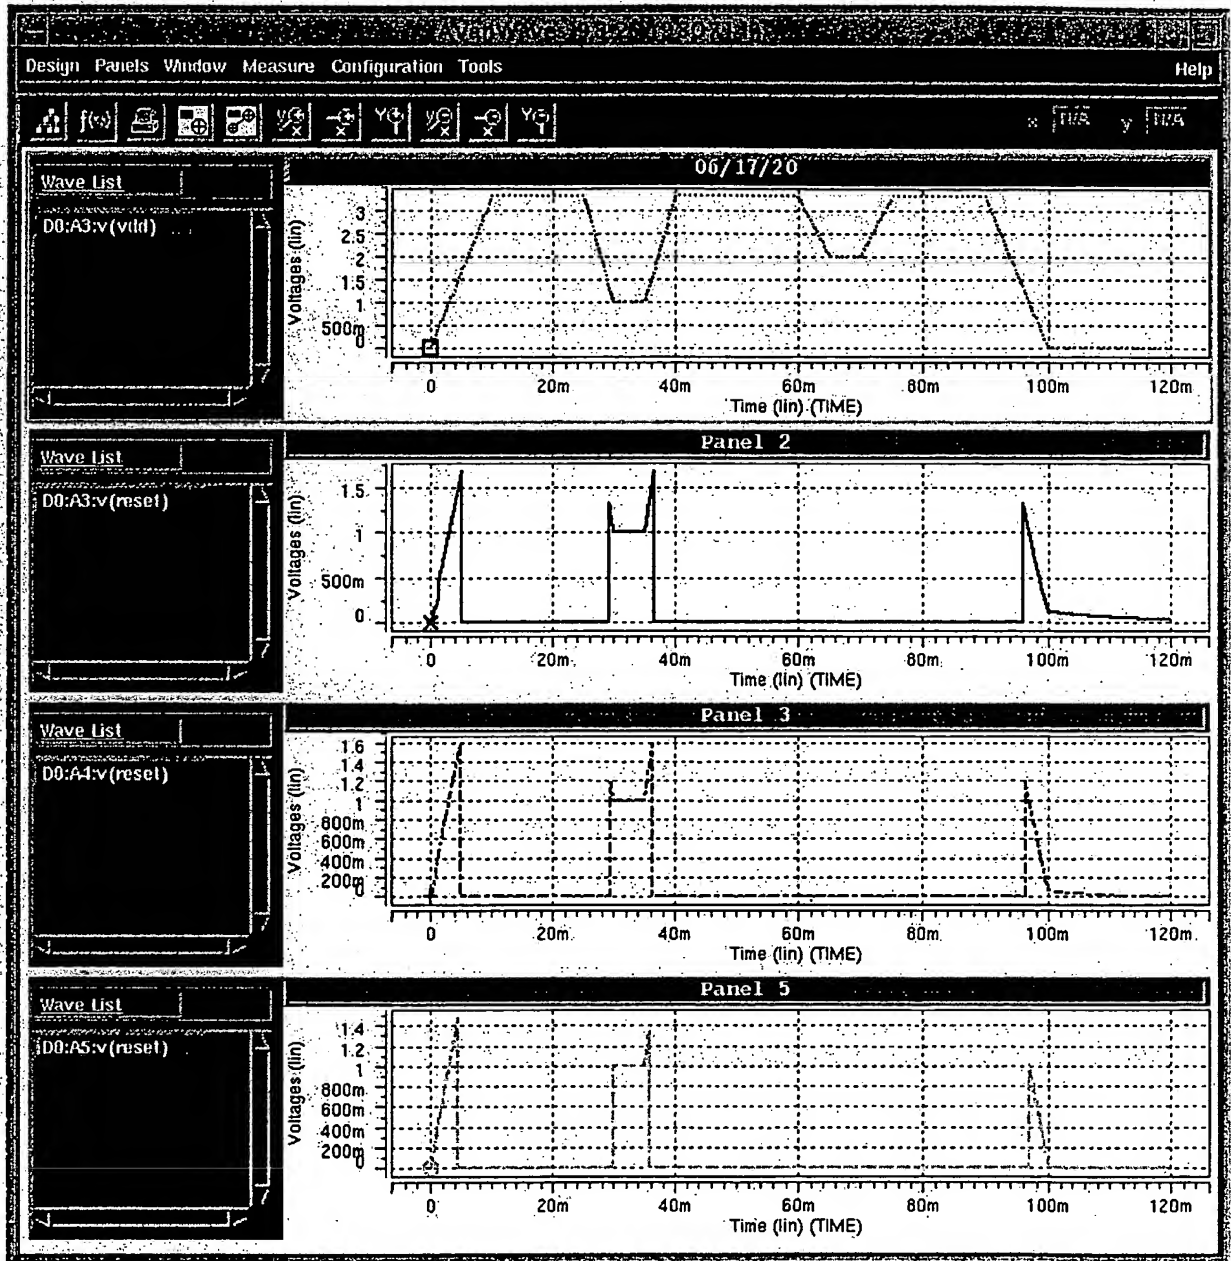 Design Panels Window Measure Configuration Tools Help
x y
06/17/20
Wave List
D0:A3:v(vdd)
Voltages (lin)
3
2.5
2
1.5
1
500m
0
0 20m 40m 60m 80m 100m 120m
Time (lin) (TIME)
Panel 2
Wave List
D0:A3:v(reset)
Voltages (lin)
1.5
1
500m
0
0 20m 40m 60m 80m 100m 120m
Time (lin) (TIME)
Panel 3
Wave List
D0:A4:v(reset)
Voltages (lin)
1.6
1.4
1.2
1
800m
600m
400m
200m
0
0 20m 40m 60m 80m 100m 120m
Time (lin) (TIME)
Panel 5
Wave List
D0:A5:v(reset)
Voltages (lin)
1.4
1.2
1
800m
600m
400m
200m
0
0 20m 40m 60m 80m 100m 120m
Time (lin) (TIME)